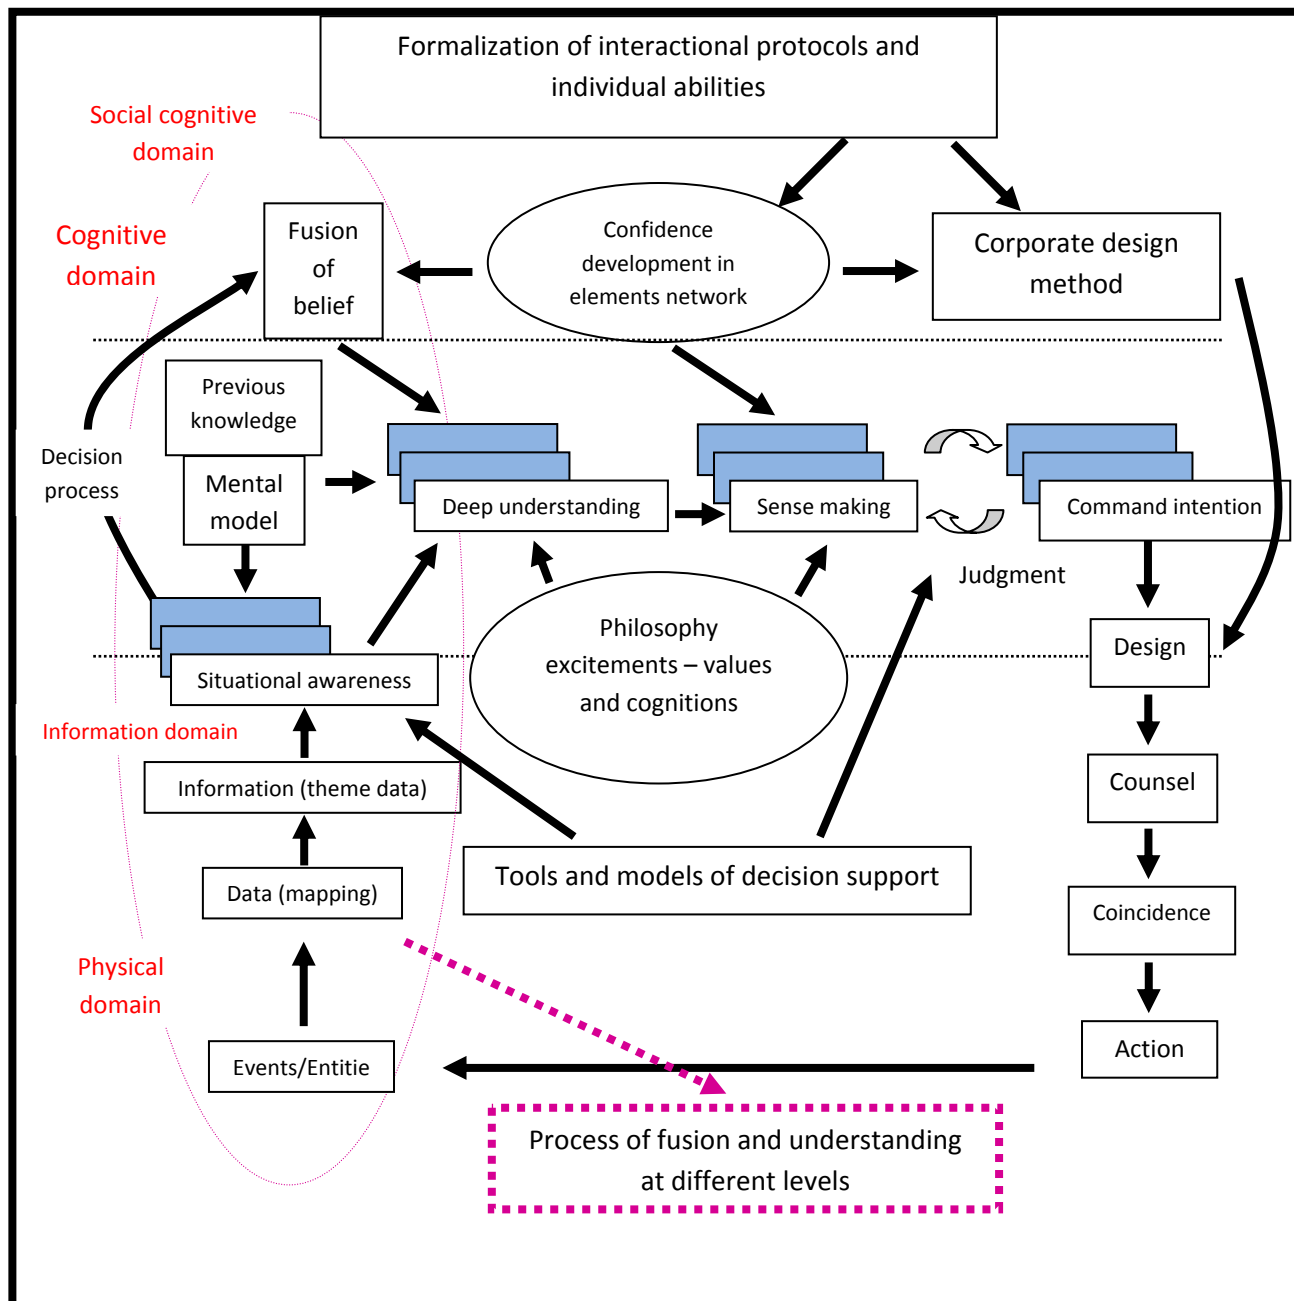 Formalization of interactional protocols and
individual abilities
Social cognitive
domain
Cognitive
domain
Fusion
of
belief
Confidence
development in
elements network
Corporate design
method
Previous
knowledge
Decision
process
Mental
model
Deep understanding
Sense making
Command intention
Judgment
Philosophy
excitements – values
and cognitions
Design
Situational awareness
Information domain
Information (theme data)
Counsel
Tools and models of decision support
Data (mapping)
Coincidence
Physical
domain
Events/Entitie
Action
Process of fusion and understanding
at different levels